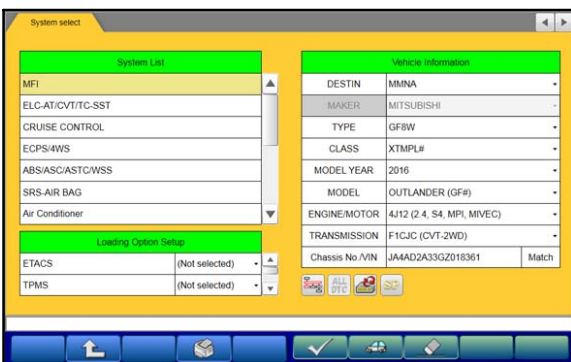 System select
System List
MFI
ELC-AT/CVT/TC-SST
CRUISE CONTROL
ECPS/4WS
ABS/ASC/ASTC/WSS
SRS-AIR BAG
Air Conditioner
Loading Option Setup
ETACS (Not selected)
TPMS (Not selected)
Vehicle Information
DESTIN MMNA
MAKER MITSUBISHI
TYPE GF8W
CLASS XTMPL#
MODEL YEAR 2016
MODEL OUTLANDER (GF#)
ENGINE/MOTOR 4J12 (2.4, S4, MPI, MIVEC)
TRANSMISSION F1CJC (CVT-2WD)
Chassis No./VIN JA4AD2A33GZ018361 Match
ALL
DTC